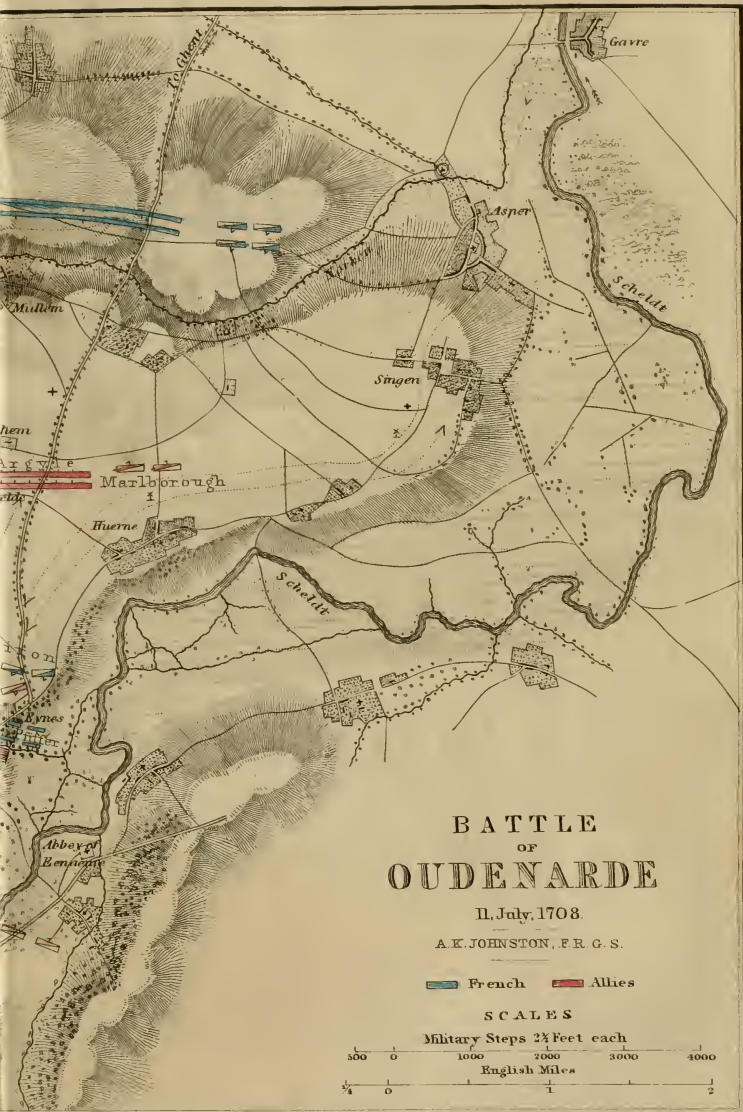 Gavre
To Ghent
Asper
Norken
Scheldt
Mullem
Singen
hem
Argyle
Marlborough
elde
Huerne
Scheldt
Eynes
Abbey of
BATTLE
OF
OUDENARDE
11, July, 1708.
A.K. JOHNSTON, F.R.G.S.
French Allies
SCALES
Military Steps 2½ Feet each
500 0 1000 2000 3000 4000
English Miles
¼ 0 1 2